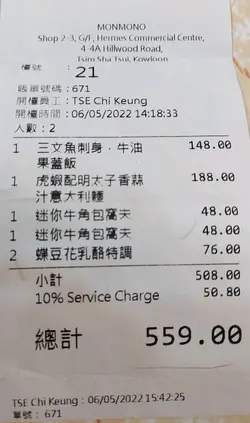 MONMONO
Shop 2-3, G/F, Hermes Commercial Centre,
4-4A Hillwood Road,
Tsim Sha Tsui, Kowloon
檯號 : 21
賬單號碼 : 671
開檯員工 : TSE Chi Keung
開檯時間 : 06/05/2022 14:18:33
人數 : 2
1 三文魚刺身.牛油 148.00
果蓋飯
1 虎蝦配明太子香蒜 188.00
汁意大利麵
1 迷你牛角包窩夫 48.00
1 迷你牛角包窩夫 48.00
2 蝶豆花乳酪特調 76.00
小計 508.00
10% Service Charge 50.80
總計 559.00
TSE Chi Keung : 06/05/2022 15:42:25
單號 : 671